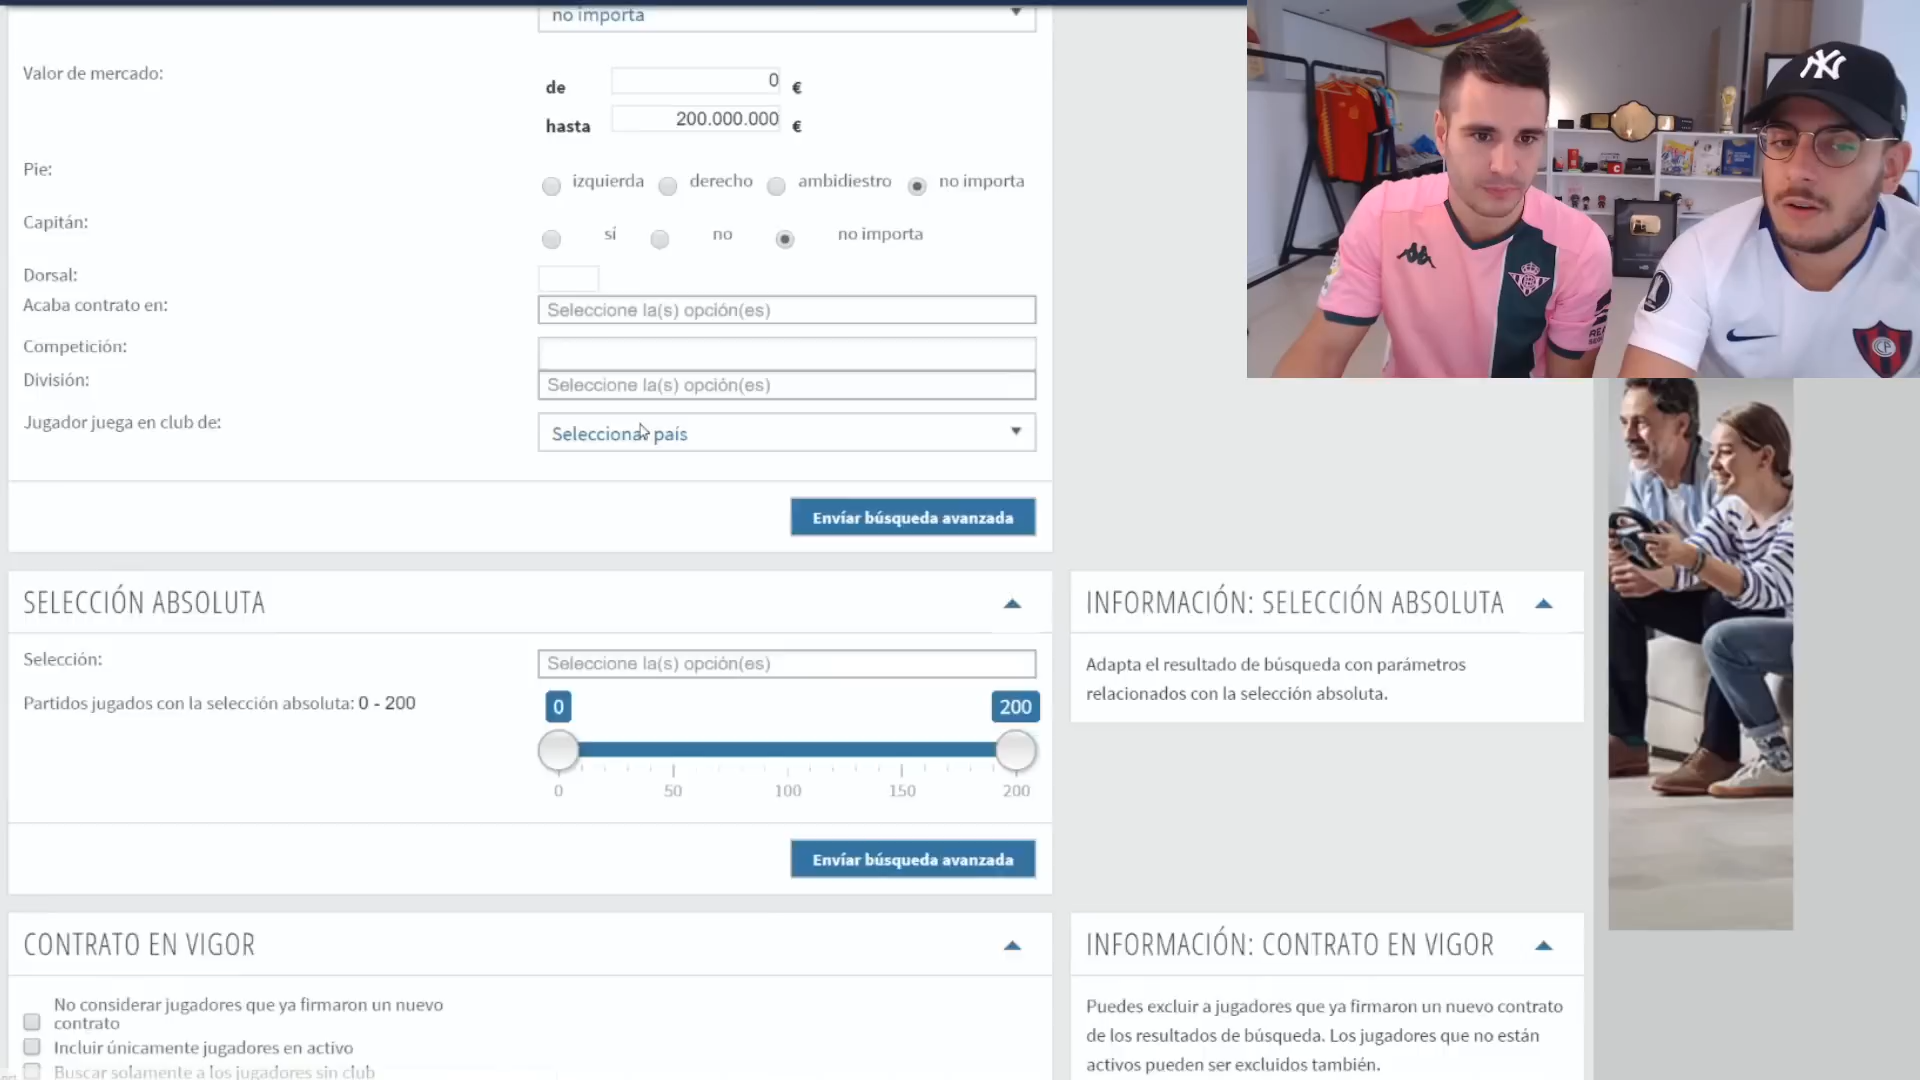 no importa
Valor de mercado:
de 0 €
hasta 200.000.000 €
Pie:
izquierda derecho ambidiestro no importa
Capitán:
sí no no importa
Dorsal:
Acaba contrato en:
Seleccione la(s) opción(es)
Competición:
División:
Seleccione la(s) opción(es)
Jugador juega en club de:
Seleccionar país
Envíar búsqueda avanzada
SELECCIÓN ABSOLUTA
Selección:
Seleccione la(s) opción(es)
Partidos jugados con la selección absoluta: 0 - 200
0 200
0 50 100 150 200
Envíar búsqueda avanzada
INFORMACIÓN: SELECCIÓN ABSOLUTA
Adapta el resultado de búsqueda con parámetros
relacionados con la selección absoluta.
CONTRATO EN VIGOR
No considerar jugadores que ya firmaron un nuevo
contrato
Incluir únicamente jugadores en activo
Buscar solamente a los jugadores sin club
INFORMACIÓN: CONTRATO EN VIGOR
Puedes excluir a jugadores que ya firmaron un nuevo contrato
de los resultados de búsqueda. Los jugadores que no están
activos pueden ser excluidos también.